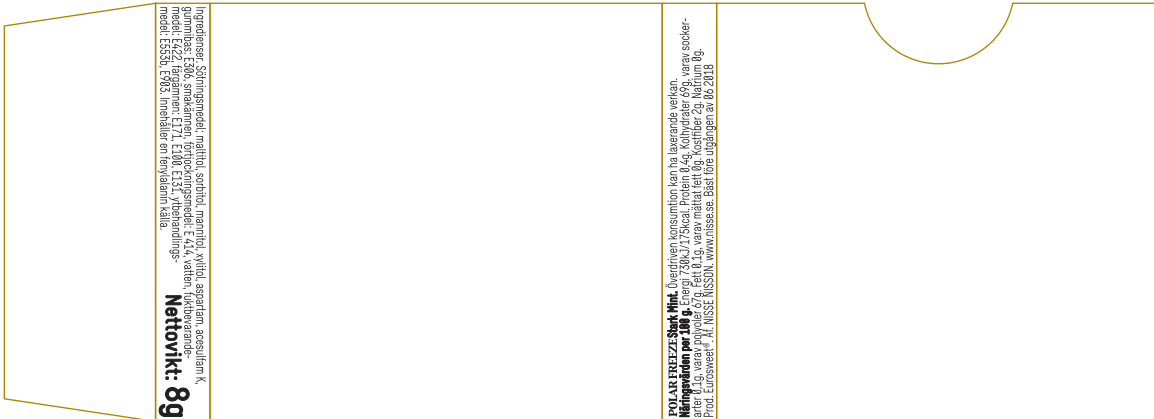 Ingredienser. Sötningsmedel; maltitol, sorbitol, mannitol, xylitol, aspartam, acesulfam K,
gummibas: E306, smakämnen, förtjockningsmedel: E 414, vatten, fuktbevarande-
medel: E422, färgämnen: E171, E100, E131, ytbehandlings-
medel: E553b, E903. Innehåller en fenylalanin källa.
Nettovikt: 8g
POLAR FREEZE Stark Mint. Överdriven konsumtion kan ha laxerande verkan.
Näringsvärden per 100 g. Energi 730kJ/175kcal. Protein 0,4g, Kolhydrater 69g, varav socker-
arter 0,1g, varav polyoler 67g. Fett 0,1g, varav mättat fett 0g. Kostfiber 2g. Natrium 0g.
Prod. Eurosweet®. Åf. NISSE NISSON. www.nisse.se. Bäst före utgången av 06 2018